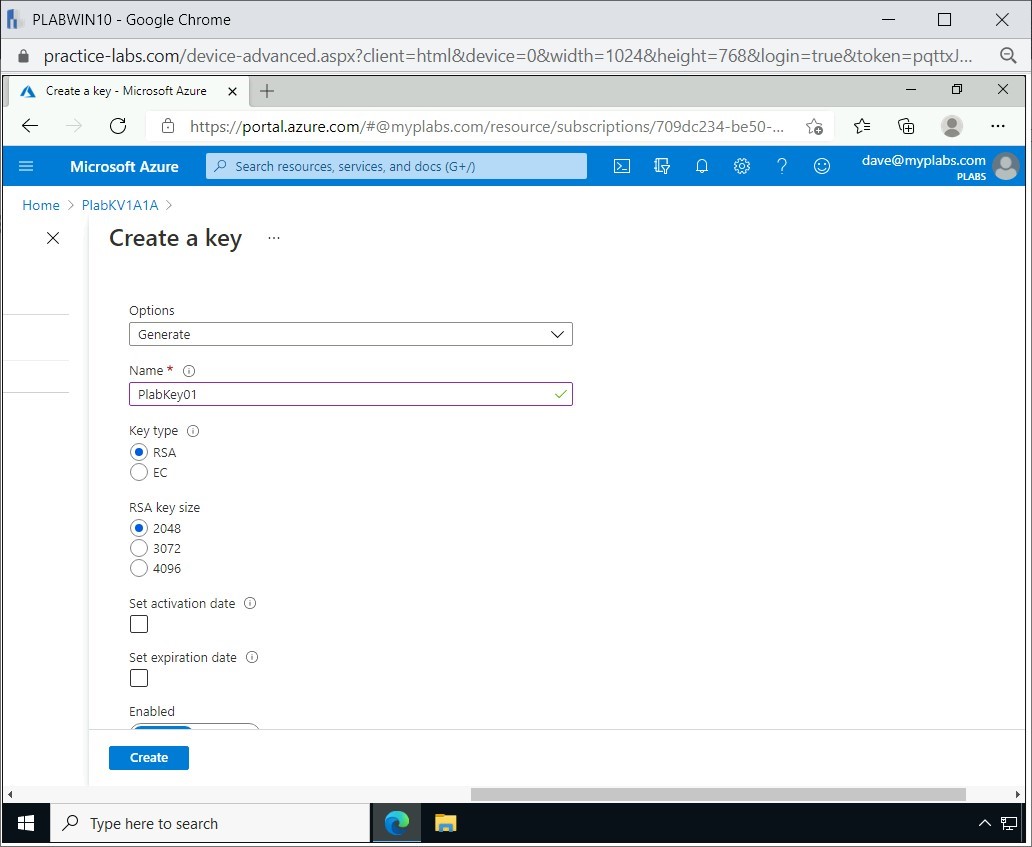 PLABWIN10 - Google Chrome
practice-labs.com/device-advanced.aspx?client=html&device=0&width=1024&height=768&login=true&token=pqttxJ...
Create a key - Microsoft Azure
https://portal.azure.com/#@myplabs.com/resource/subscriptions/709dc234-be50-...
Microsoft Azure
Search resources, services, and docs (G+/)
dave@myplabs.com
PLABS
Home > PlabKV1A1A >
Create a key ...
Options
Generate
Name *
PlabKey01
Key type
RSA
EC
RSA key size
2048
3072
4096
Set activation date
Set expiration date
Enabled
Create
Type here to search